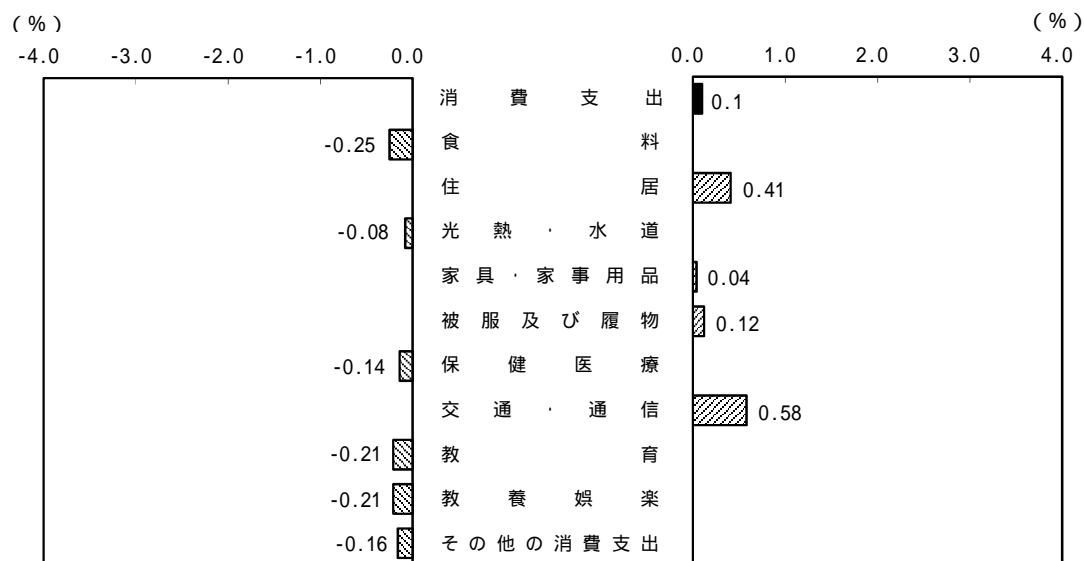 (%) (%)
-4.0 -3.0 -2.0 -1.0 0.0 0.0 1.0 2.0 3.0 4.0
消費支出 0.1
-0.25 食料
住居 0.41
-0.08 光熱・水道
家具・家事用品 0.04
被服及び履物 0.12
-0.14 保健医療
交通・通信 0.58
-0.21 教育
-0.21 教養娯楽
-0.16 その他の消費支出